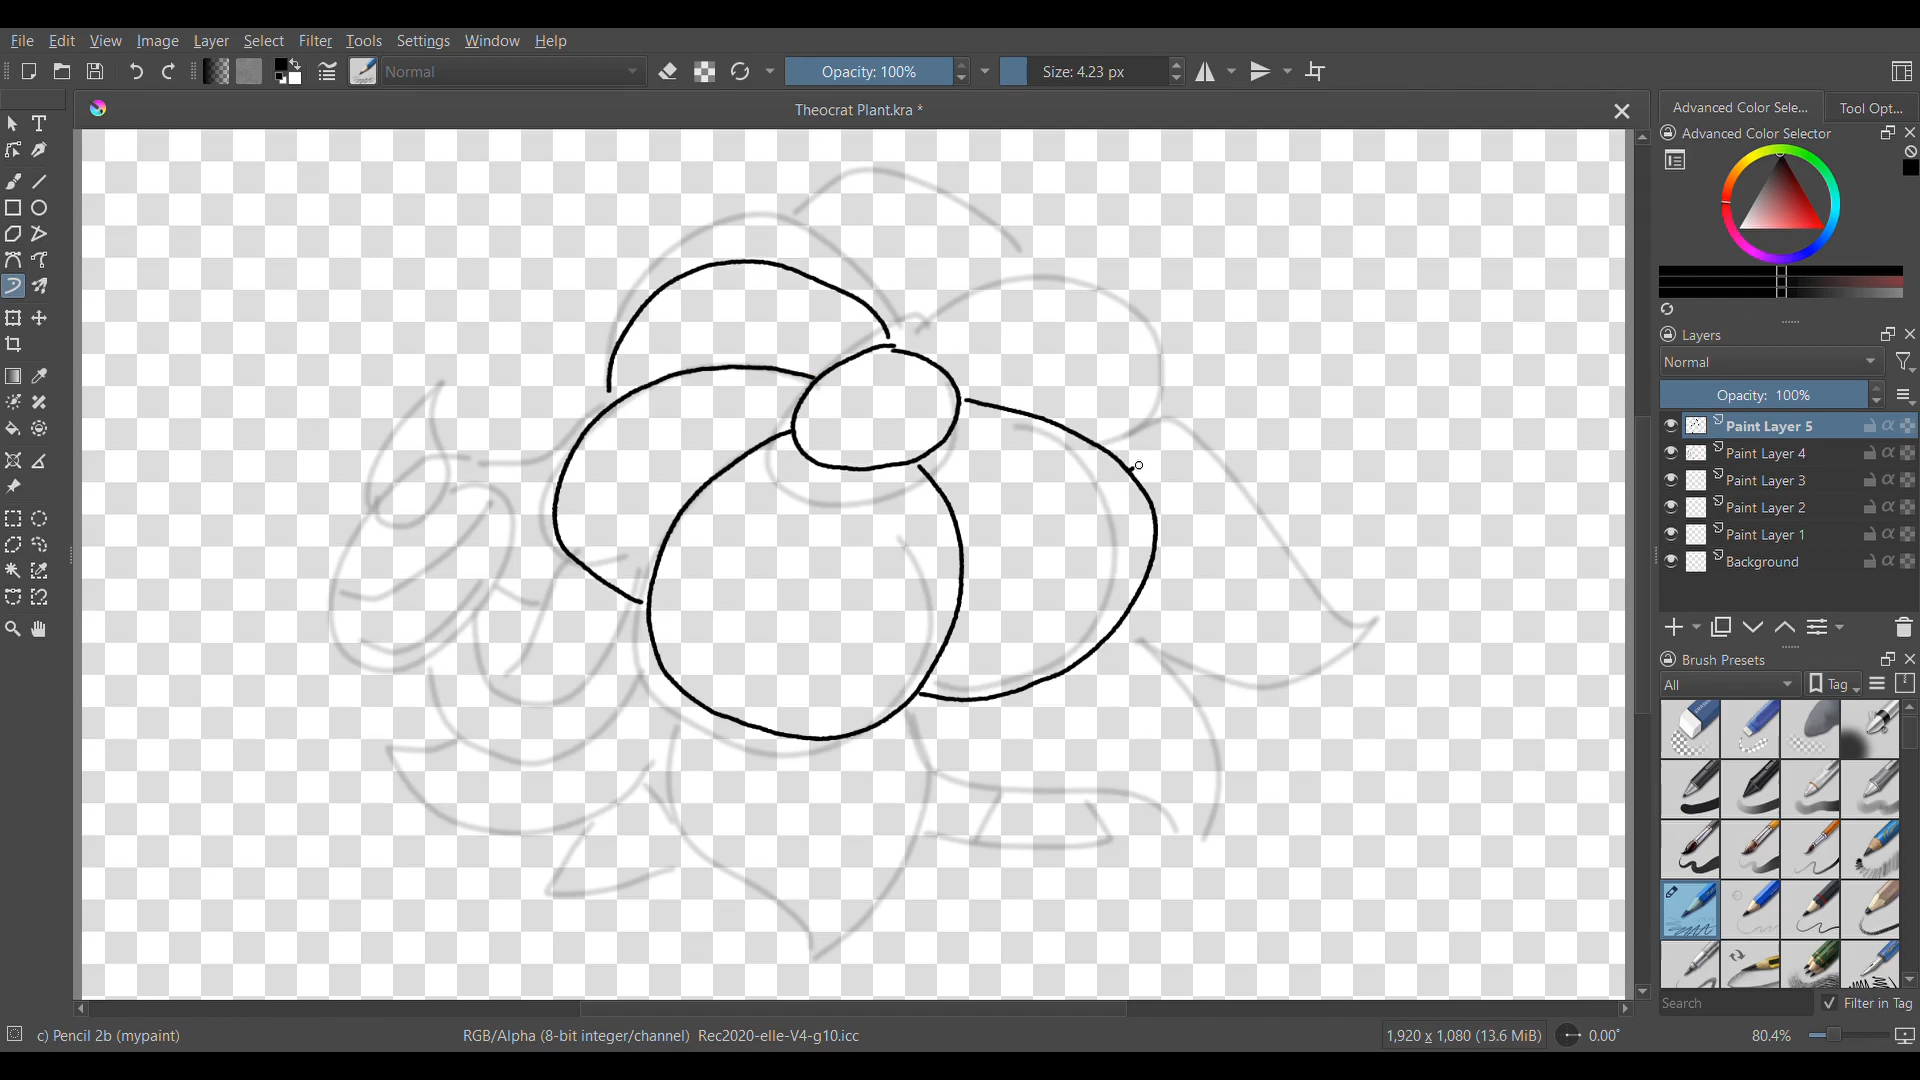 File Edit View Image Layer Select Filter Tools Settings Window Help
Normal Opacity: 100% Size: 4.23 px
Theocrat Plant.kra *
Advanced Color Sele... Tool Opt...
Advanced Color Selector
Layers
Normal
Opacity: 100%
Paint Layer 5
Paint Layer 4
Paint Layer 3
Paint Layer 2
Paint Layer 1
Background
Brush Presets
All Tag
Search Filter in Tag
c) Pencil 2b (mypaint) RGB/Alpha (8-bit integer/channel) Rec2020-elle-V4-g10.icc 1,920 x 1,080 (13.6 MiB) 0.00° 80.4%